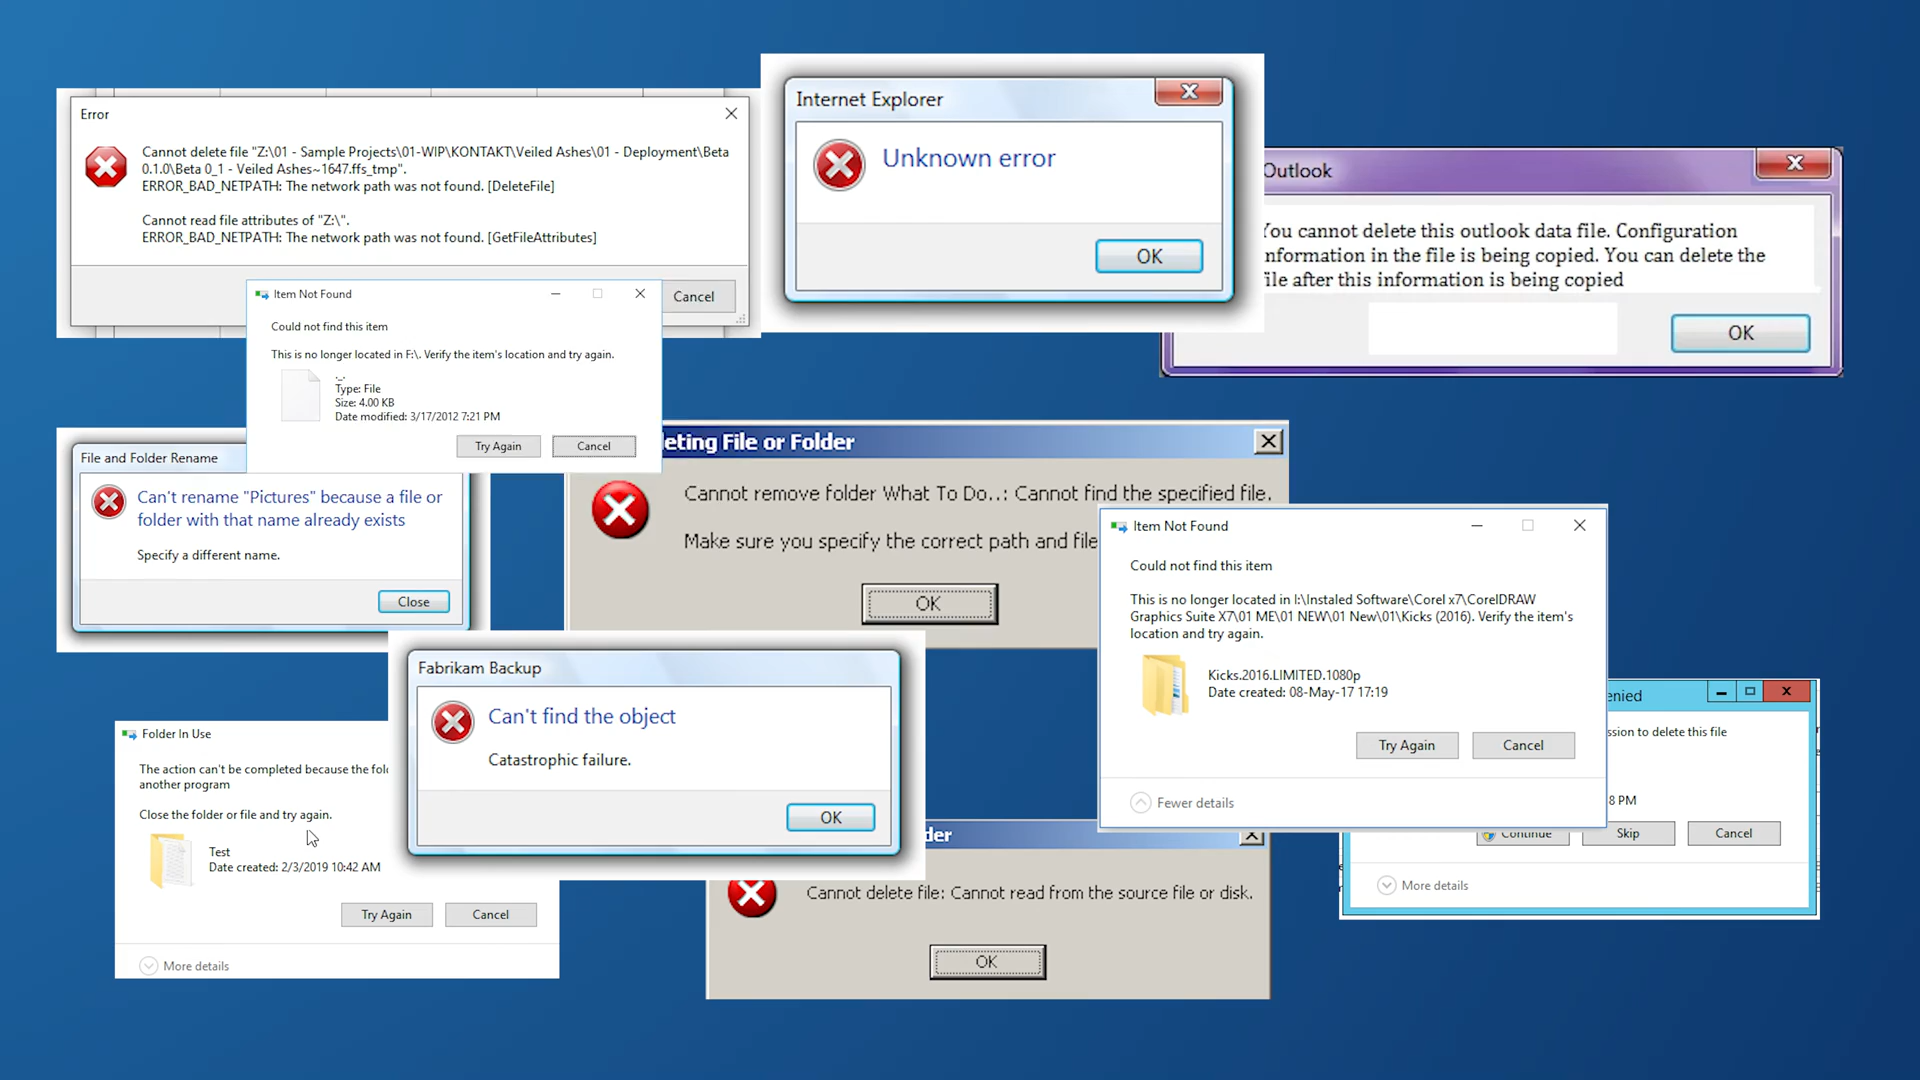 Error
Cannot delete file "Z:\01 - Sample Projects\01-WIP\KONTAKT\Veiled Ashes\01 - Deployment\Beta
0.1.0\Beta 0_1 - Veiled Ashes~1647.ffs_tmp".
ERROR_BAD_NETPATH: The network path was not found. [DeleteFile]
Cannot read file attributes of "Z:\".
ERROR_BAD_NETPATH: The network path was not found. [GetFileAttributes]
Cancel
Internet Explorer
Unknown error
OK
Outlook
You cannot delete this outlook data file. Configuration
nformation in the file is being copied. You can delete the
file after this information is being copied
OK
Item Not Found
Could not find this item
This is no longer located in F:\. Verify the item's location and try again.
._.
Type: File
Size: 4.00 KB
Date modified: 3/17/2012 7:21 PM
Try Again
Cancel
File and Folder Rename
Can't rename "Pictures" because a file or
folder with that name already exists
Specify a different name.
Close
eting File or Folder
Cannot remove folder What To Do..: Cannot find the specified file.
Make sure you specify the correct path and file
OK
Item Not Found
Could not find this item
This is no longer located in I:\Instaled Software\Corel x7\CorelDRAW
Graphics Suite X7\01 ME\01 NEW\01 New\01\Kicks (2016). Verify the item's
location and try again.
Kicks.2016.LIMITED.1080p
Date created: 08-May-17 17:19
Try Again
Cancel
Fewer details
Fabrikam Backup
Can't find the object
Catastrophic failure.
OK
Folder In Use
The action can't be completed because the fol
another program
Close the folder or file and try again.
Test
Date created: 2/3/2019 10:42 AM
Try Again
Cancel
More details
der
Cannot delete file: Cannot read from the source file or disk.
OK
enied
ssion to delete this file
8 PM
Continue
Skip
Cancel
More details